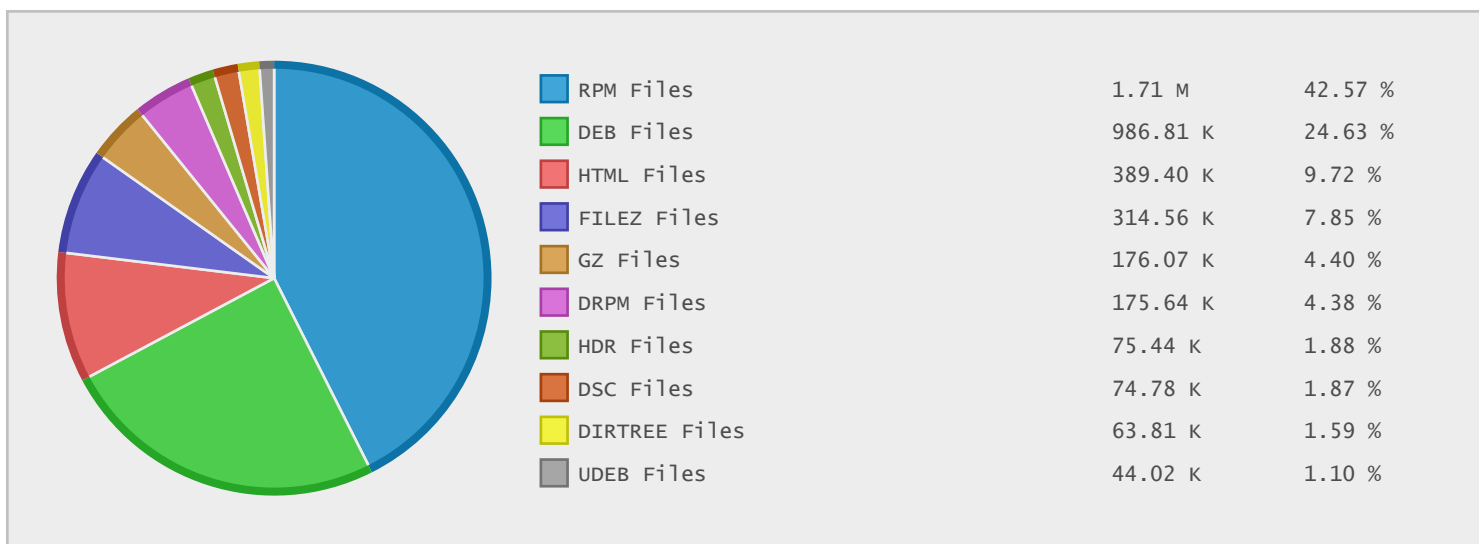 RPM Files 1.71 M 42.57 %
DEB Files 986.81 K 24.63 %
HTML Files 389.40 K 9.72 %
FILEZ Files 314.56 K 7.85 %
GZ Files 176.07 K 4.40 %
DRPM Files 175.64 K 4.38 %
HDR Files 75.44 K 1.88 %
DSC Files 74.78 K 1.87 %
DIRTREE Files 63.81 K 1.59 %
UDEB Files 44.02 K 1.10 %